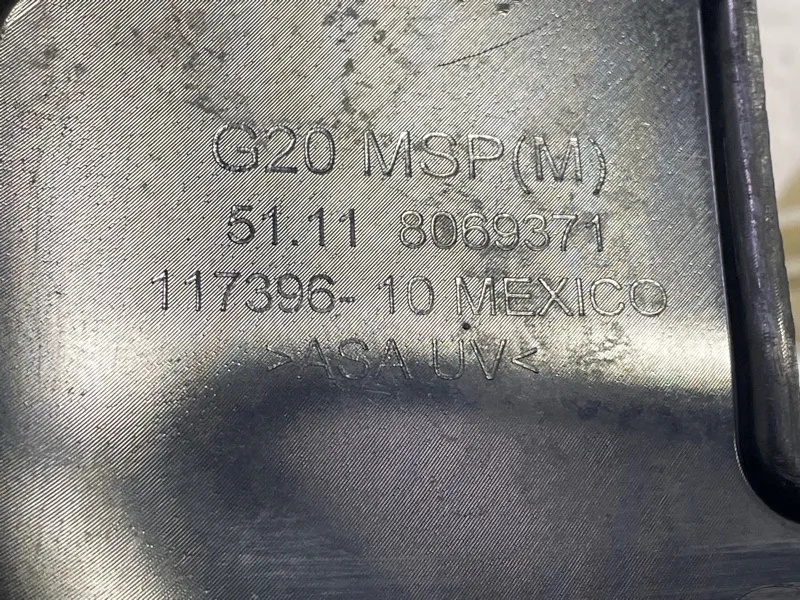 G20 MSP(M)
51.11 8069371
117396-10 MEXICO
>ASA UV<